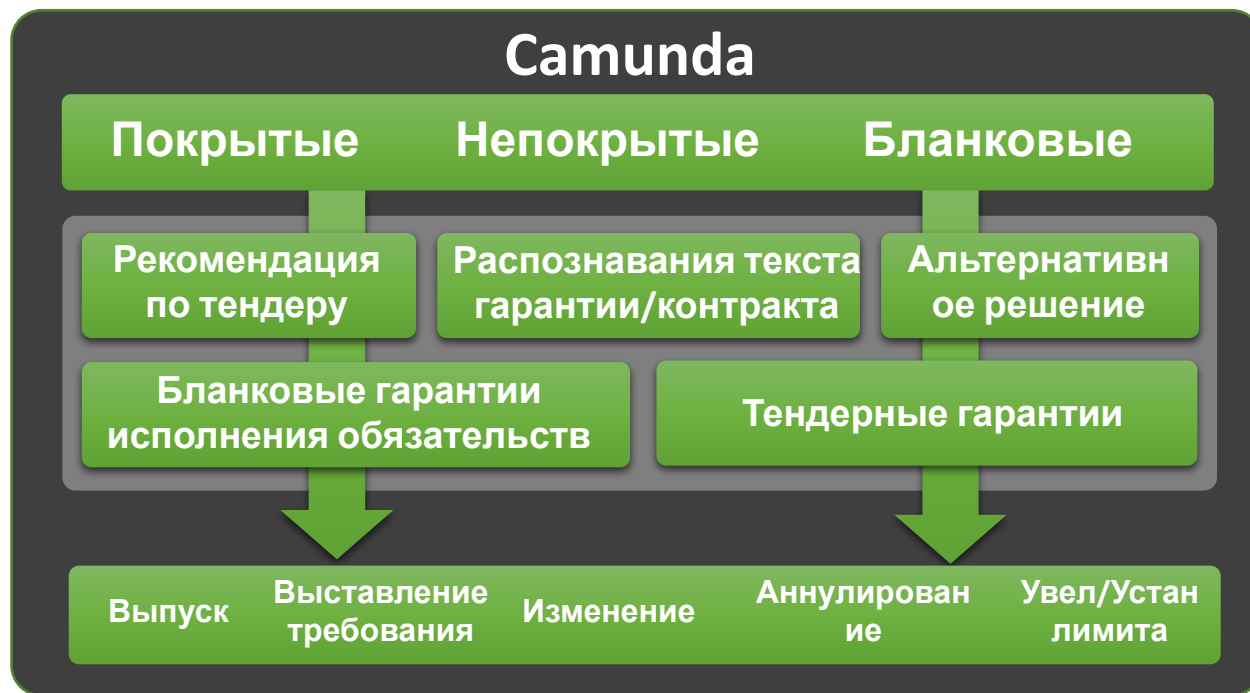 Camunda
Покрытые Непокрытые Бланковые
Рекомендация
по тендеру
Распознавания текста
гарантии/контракта
Альтернативн
ое решение
Бланковые гарантии
исполнения обязательств
Тендерные гарантии
Выпуск
Выставление
требования
Изменение
Аннулирован
ие
Увел/Устан
лимита